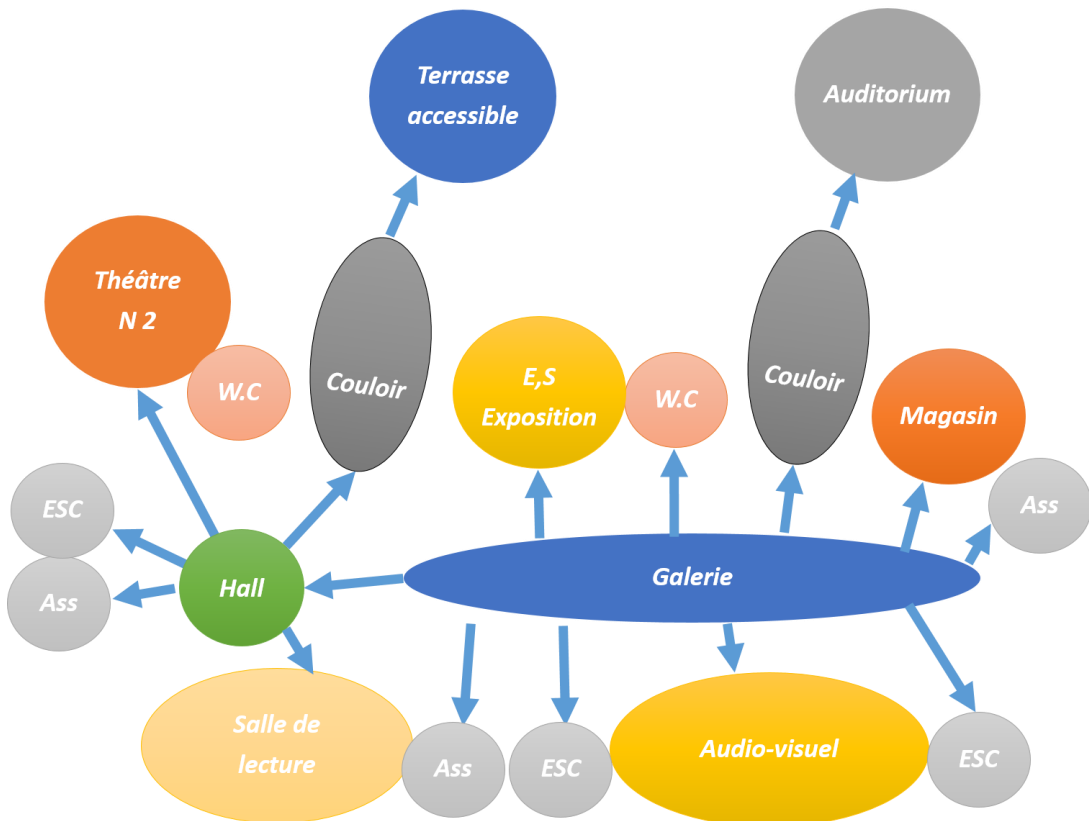 Terrasse
accessible
Auditorium
Théâtre
N 2
W.C
Couloir
E,S
Exposition
W.C
Couloir
Magasin
ESC
Ass
Ass
Hall
Galerie
Salle de
lecture
Ass
ESC
Audio-visuel
ESC